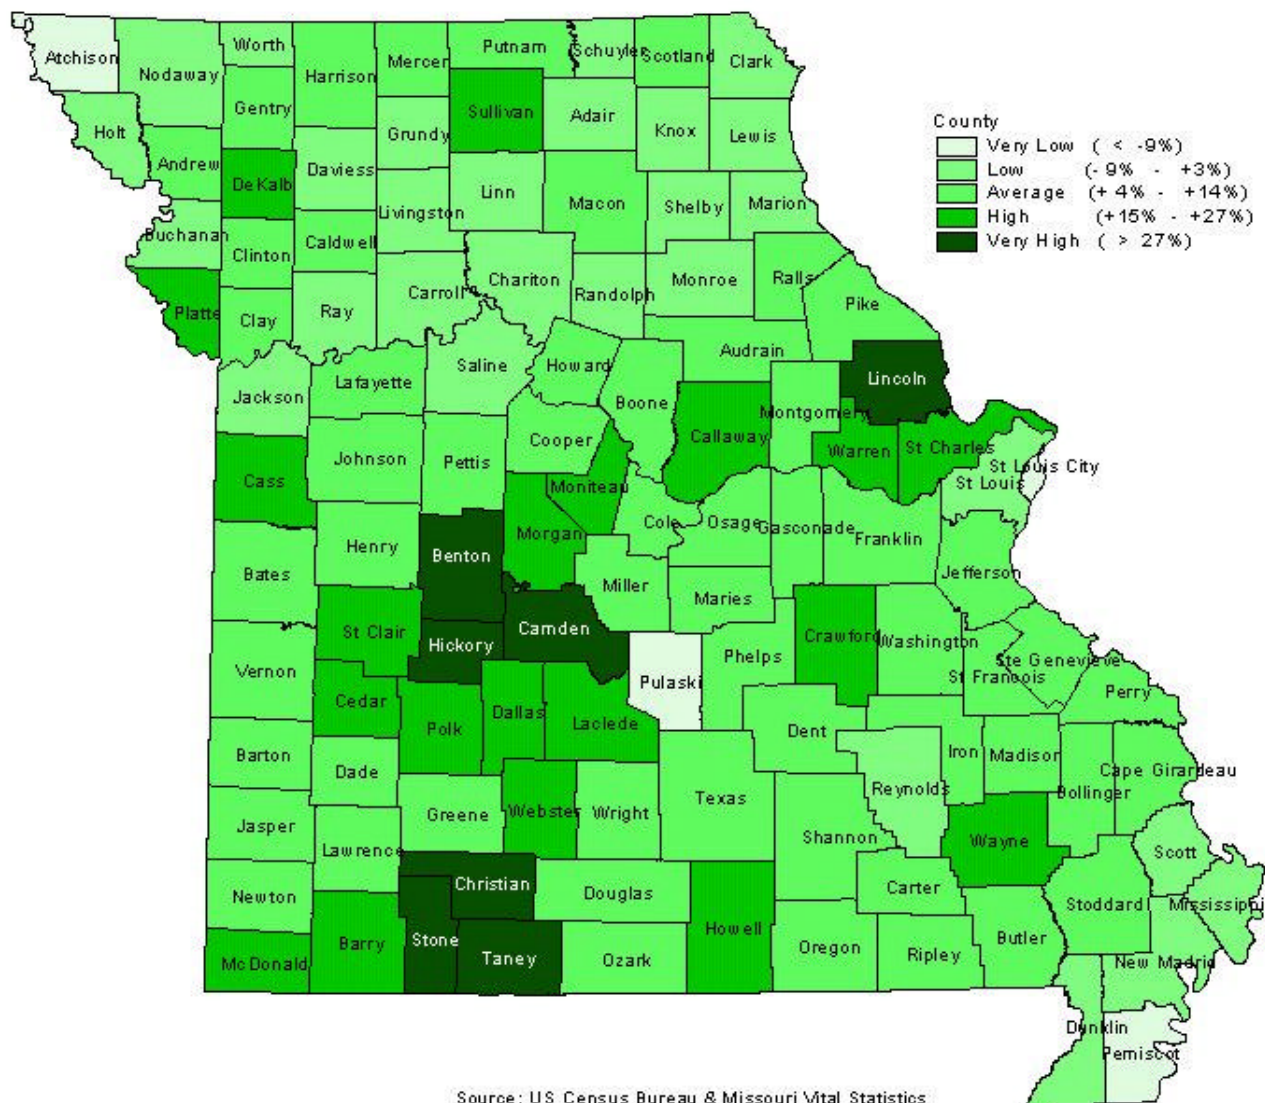 Atchison
Nodaway
Worth
Harrison
Mercer
Putnam
Schuyler
Scotland
Clark
Holt
Gentry
Sullivan
Adair
Knox
Lewis
Grundy
Andrew
DeKalb
Daviess
Linn
Macon
Shelby
Marion
Livingston
Buchanan
Clinton
Caldwell
Chariton
Randolph
Monroe
Ralls
Pike
Platte
Clay
Ray
Carroll
County
Very Low ( < -9%)
Low (- 9% - +3%)
Average (+ 4% - +14%)
High (+15% - +27%)
Very High ( > 27%)
Jackson
Lafayette
Saline
Howard
Boone
Audrain
Lincoln
Montgomery
Callaway
Warren
St Charles
St Louis City
St Louis
Cass
Johnson
Pettis
Cooper
Moniteau
Morgan
Cole
Osage
Gasconade
Franklin
Jefferson
Bates
Henry
Benton
Camden
Miller
Maries
St Clair
Hickory
Crawford
Washington
Ste Genevieve
St Francois
Perry
Vernon
Cedar
Polk
Dallas
Laclede
Pulaski
Phelps
Dent
Iron
Madison
Cape Girardeau
Bollinger
Barton
Dade
Greene
Webster
Wright
Texas
Reynolds
Shannon
Wayne
Scott
Jasper
Lawrence
Christian
Douglas
Howell
Carter
Stoddard
Mississippi
Newton
McDonald
Barry
Stone
Taney
Ozark
Oregon
Ripley
Butler
New Madrid
Dunklin
Pemiscot
Source: US Census Bureau & Missouri Vital Statistics